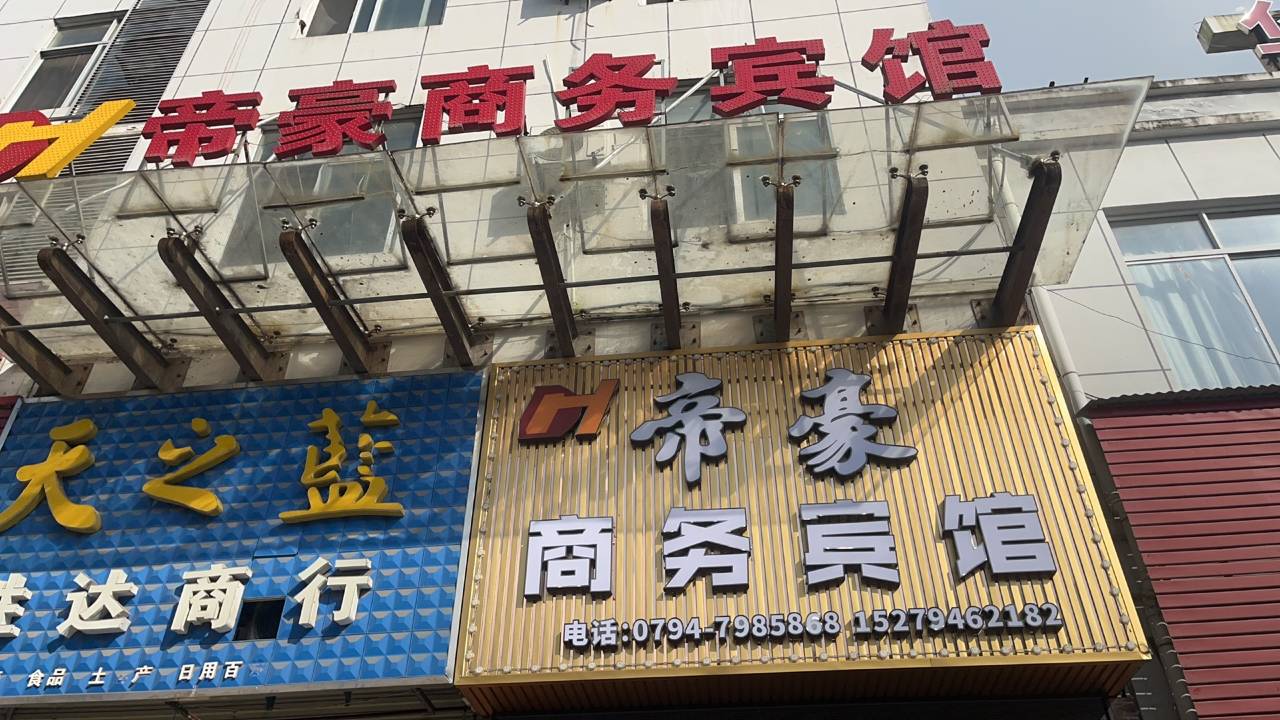 帝豪商务宾馆
天之蓝
达商行
食品 土产 日用百
帝豪
商务宾馆
电话:0794-7985868 15279462182